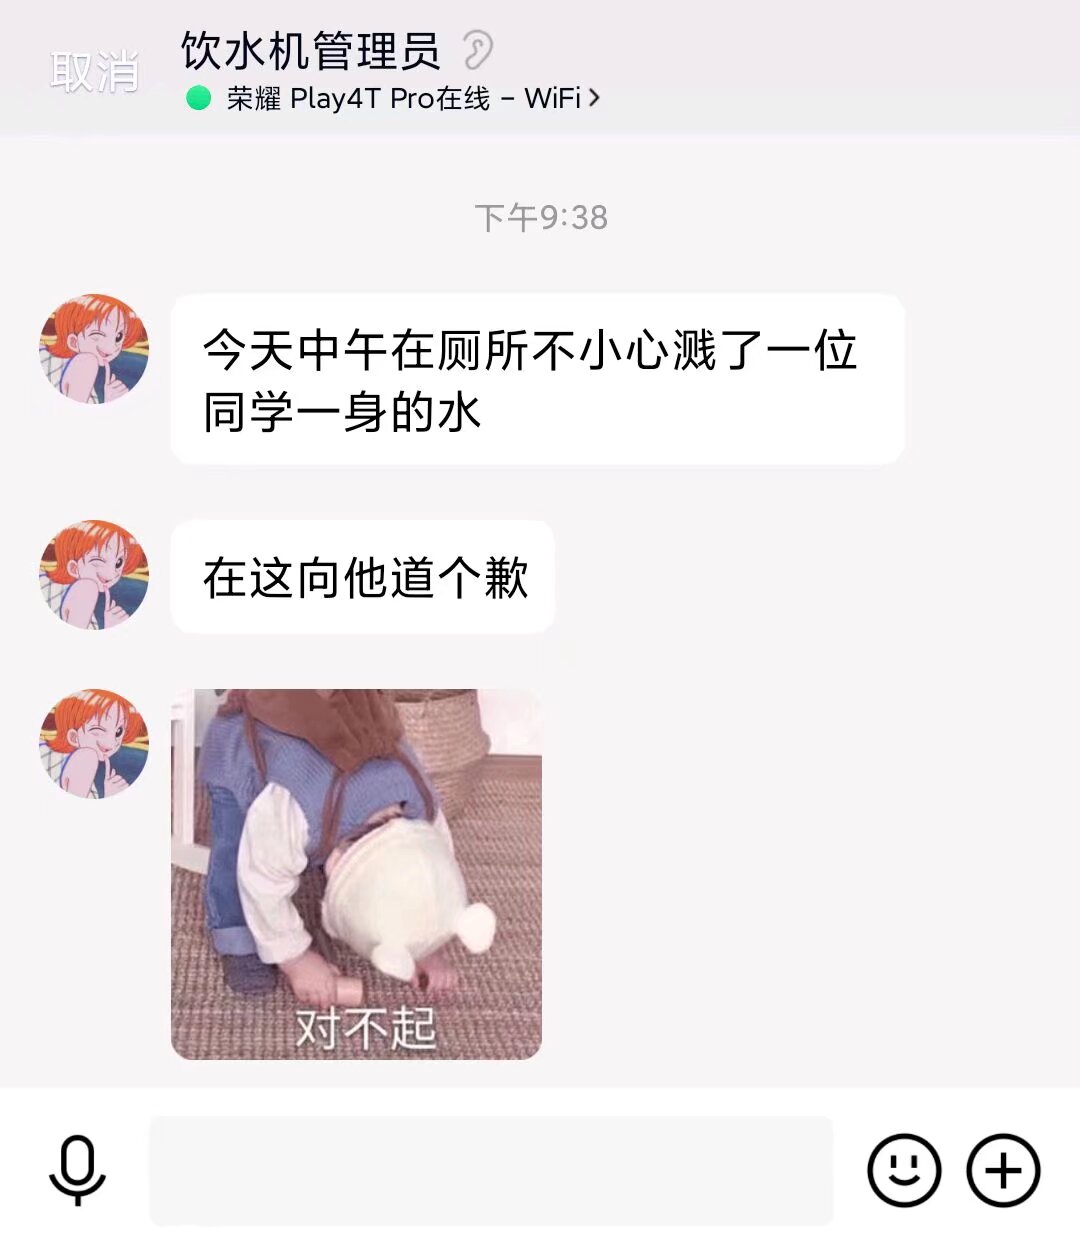 取消
饮水机管理员
荣耀 Play4T Pro在线 - WiFi
下午9:38
今天中午在厕所不小心溅了一位
同学一身的水
在这向他道个歉
对不起